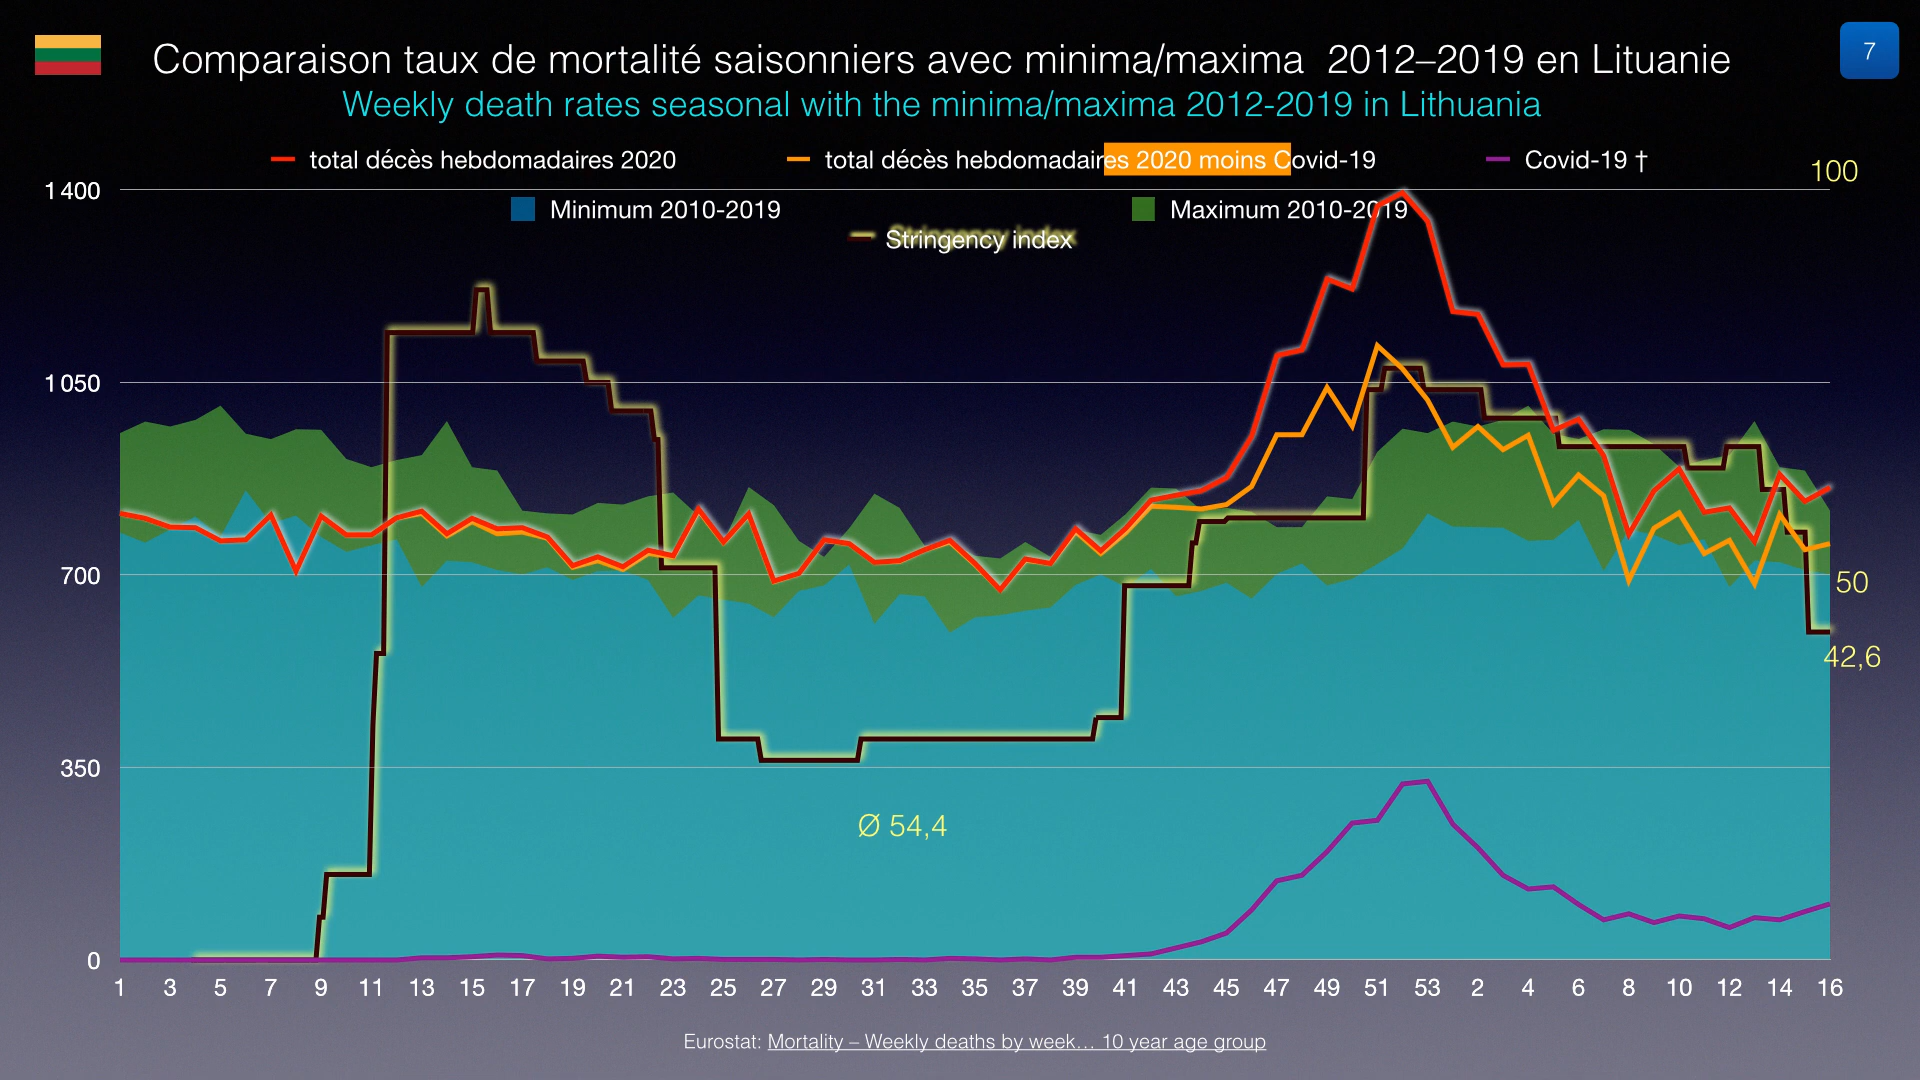 Comparaison taux de mortalité saisonniers avec minima/maxima 2012–2019 en Lituanie
7
Weekly death rates seasonal with the minima/maxima 2012-2019 in Lithuania
total décès hebdomadaires 2020
total décès hebdomadaires 2020 moins Covid-19
Covid-19 †
100
1 400
Minimum 2010-2019
Maximum 2010-2019
Stringency index
1 050
700
50
42,6
350
Ø 54,4
0
1 3 5 7 9 11 13 15 17 19 21 23 25 27 29 31 33 35 37 39 41 43 45 47 49 51 53 2 4 6 8 10 12 14 16
Eurostat: Mortality – Weekly deaths by week… 10 year age group